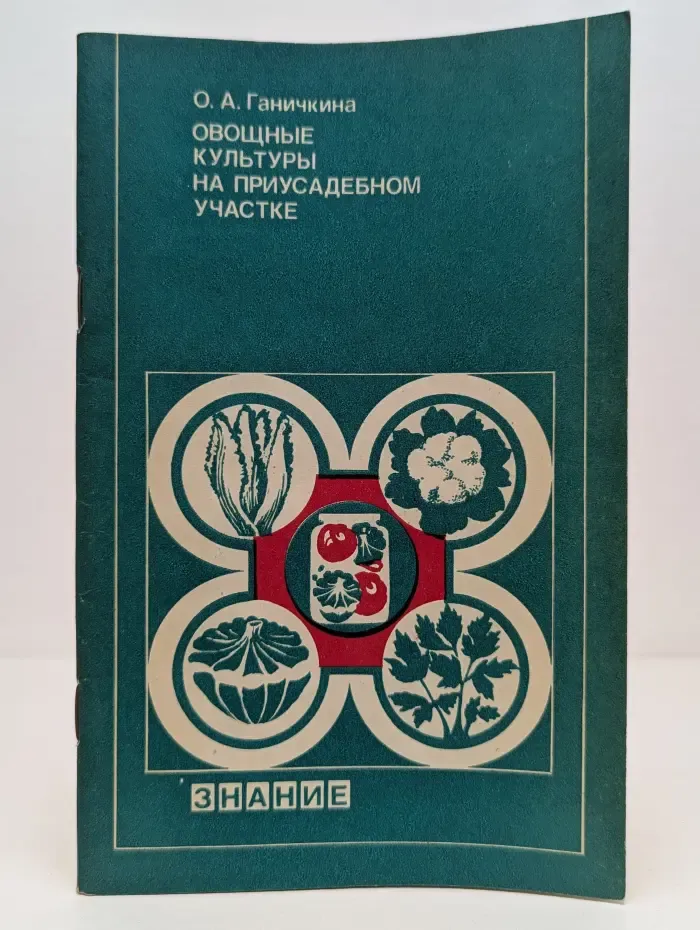 О. А. Ганичкина
ОВОЩНЫЕ
КУЛЬТУРЫ
НА ПРИУСАДЕБНОМ
УЧАСТКЕ
ЗНАНИЕ